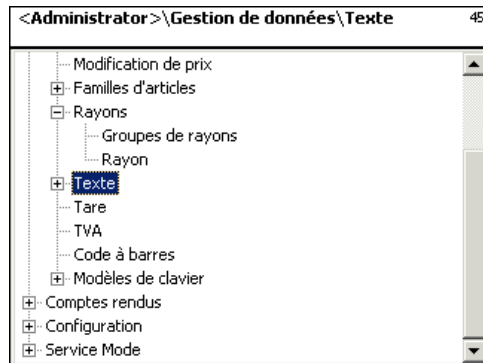 <Administrator>\Gestion de données\Texte 45
Modification de prix
Familles d'articles
Rayons
Groupes de rayons
Rayon
Texte
Tare
TVA
Code à barres
Modèles de clavier
Comptes rendus
Configuration
Service Mode